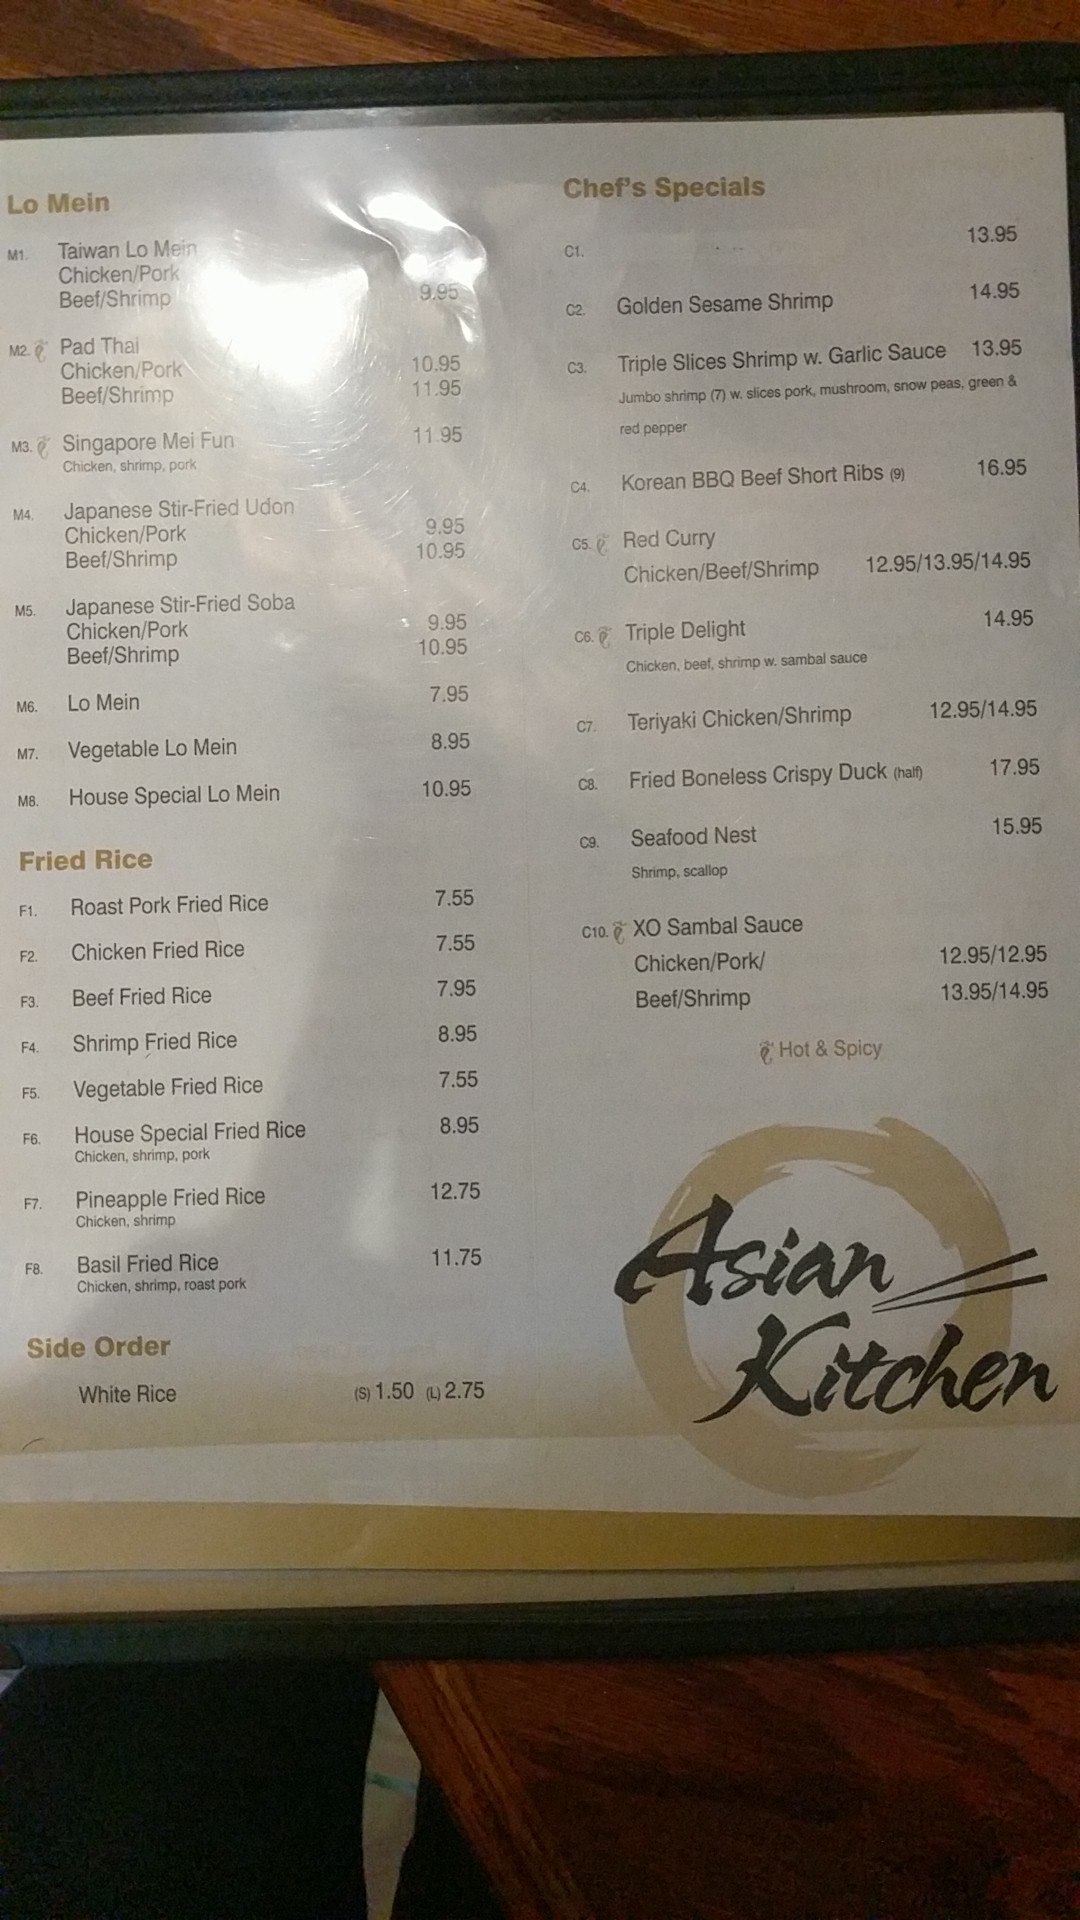 Lo Mein
M1. Taiwan Lo Mein
Chicken/Pork
Beef/Shrimp 9.95
M2. Pad Thai
Chicken/Pork 10.95
Beef/Shrimp 11.95
M3. Singapore Mei Fun 11.95
Chicken, shrimp, pork
M4. Japanese Stir-Fried Udon
Chicken/Pork 9.95
Beef/Shrimp 10.95
M5. Japanese Stir-Fried Soba
Chicken/Pork 9.95
Beef/Shrimp 10.95
M6. Lo Mein 7.95
M7. Vegetable Lo Mein 8.95
M8. House Special Lo Mein 10.95
Fried Rice
F1. Roast Pork Fried Rice 7.55
F2. Chicken Fried Rice 7.55
F3. Beef Fried Rice 7.95
F4. Shrimp Fried Rice 8.95
F5. Vegetable Fried Rice 7.55
F6. House Special Fried Rice 8.95
Chicken, shrimp, pork
F7. Pineapple Fried Rice 12.75
Chicken, shrimp
F8. Basil Fried Rice 11.75
Chicken, shrimp, roast pork
Side Order
White Rice (S) 1.50 (L) 2.75
Chef's Specials
C1. 13.95
C2. Golden Sesame Shrimp 14.95
C3. Triple Slices Shrimp w. Garlic Sauce 13.95
Jumbo shrimp (7) w. slices pork, mushroom, snow peas, green &
red pepper
C4. Korean BBQ Beef Short Ribs (9) 16.95
C5. Red Curry
Chicken/Beef/Shrimp 12.95/13.95/14.95
C6. Triple Delight 14.95
Chicken, beef, shrimp w. sambal sauce
C7. Teriyaki Chicken/Shrimp 12.95/14.95
C8. Fried Boneless Crispy Duck (half) 17.95
C9. Seafood Nest 15.95
Shrimp, scallop
C10. XO Sambal Sauce
Chicken/Pork/ 12.95/12.95
Beef/Shrimp 13.95/14.95
Hot & Spicy
Asian
Kitchen